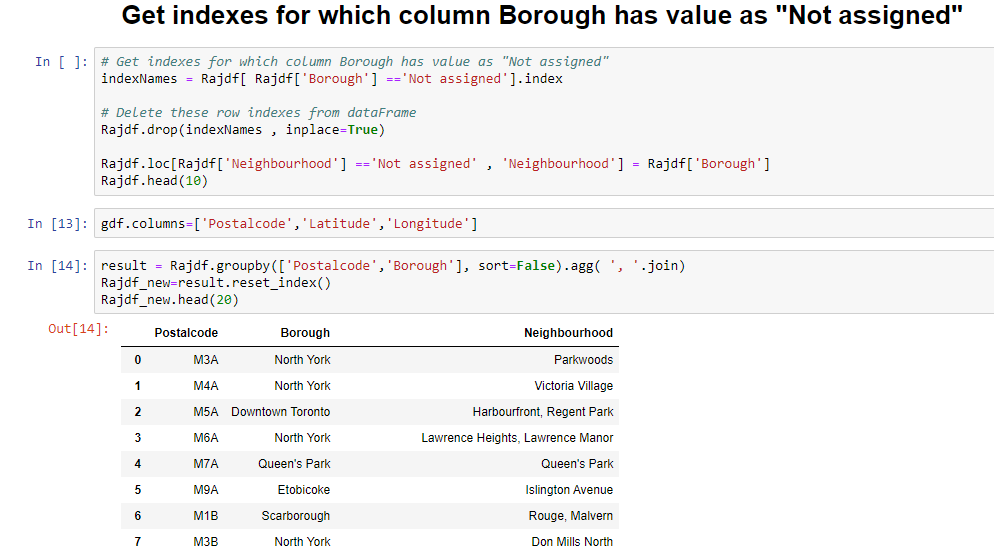 Get indexes for which column Borough has value as "Not assigned"
In [ ]: # Get indexes for which column Borough has value as "Not assigned"
indexNames = Rajdf[ Rajdf['Borough'] =='Not assigned'].index
# Delete these row indexes from dataFrame
Rajdf.drop(indexNames , inplace=True)
Rajdf.loc[Rajdf['Neighbourhood'] =='Not assigned' , 'Neighbourhood'] = Rajdf['Borough']
Rajdf.head(10)
In [13]: gdf.columns=['Postalcode','Latitude','Longitude']
In [14]: result = Rajdf.groupby(['Postalcode','Borough'], sort=False).agg( ', '.join)
Rajdf_new=result.reset_index()
Rajdf_new.head(20)
Out[14]:
Postalcode Borough Neighbourhood
0 M3A North York Parkwoods
1 M4A North York Victoria Village
2 M5A Downtown Toronto Harbourfront, Regent Park
3 M6A North York Lawrence Heights, Lawrence Manor
4 M7A Queen's Park Queen's Park
5 M9A Etobicoke Islington Avenue
6 M1B Scarborough Rouge, Malvern
7 M3B North York Don Mills North